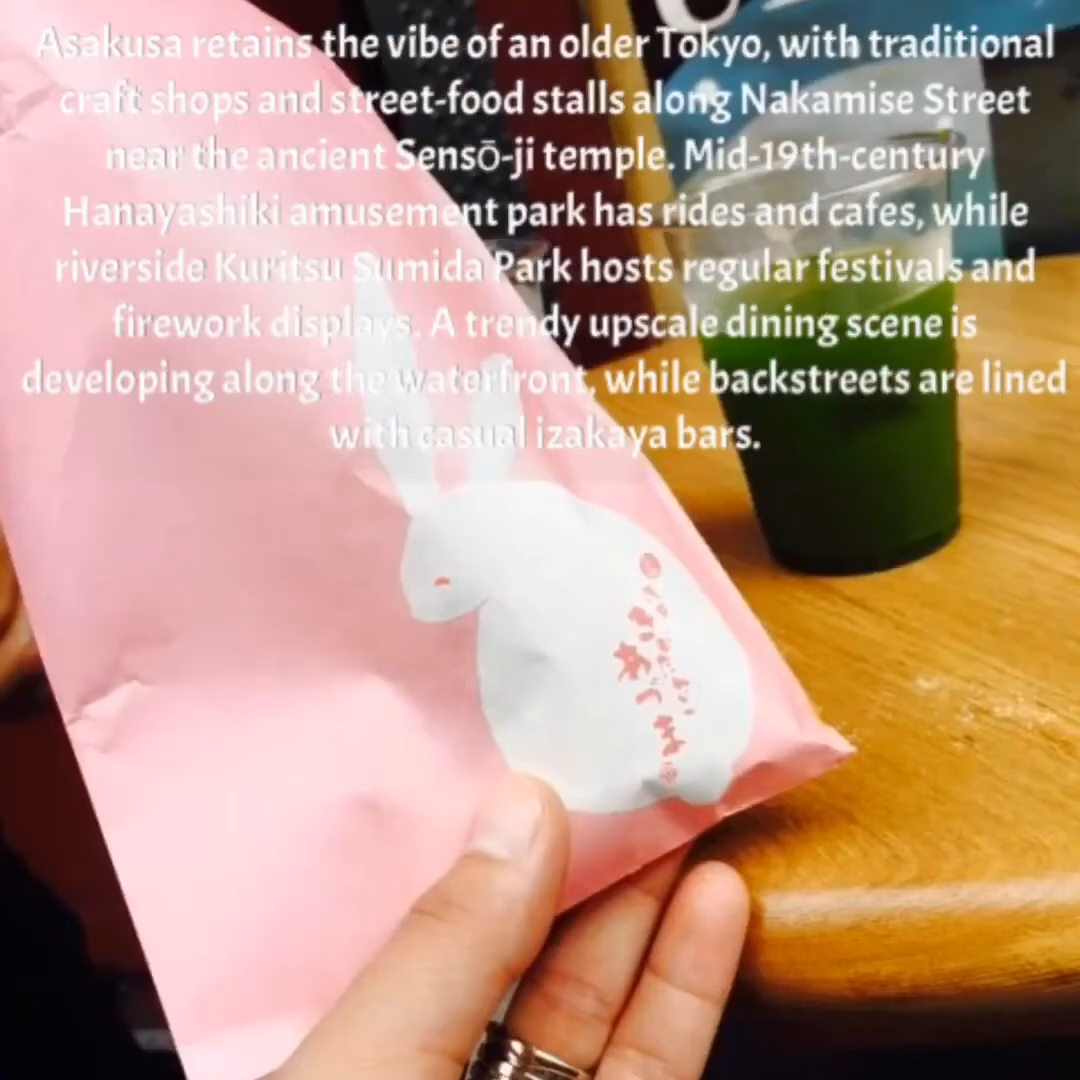 Asakusa retains the vibe of an older Tokyo, with traditional
craft shops and street-food stalls along Nakamise Street
near the ancient Sensō-ji temple. Mid-19th-century
Hanayashiki amusement park has rides and cafes, while
riverside Kuritsu Sumida Park hosts regular festivals and
firework displays. A trendy upscale dining scene is
developing along the waterfront, while backstreets are lined
with casual izakaya bars.
あづま